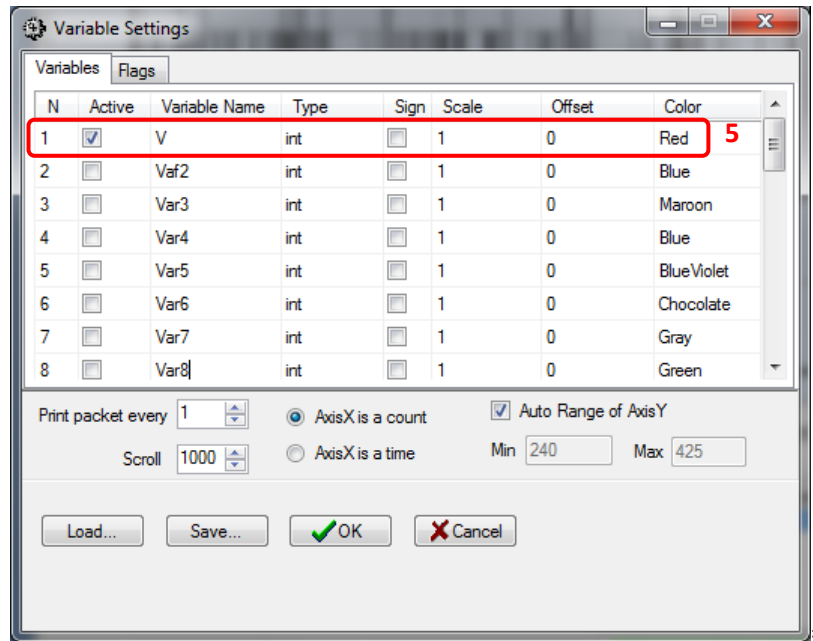 Variable Settings
Variables Flags
N Active Variable Name Type Sign Scale Offset Color
1 V int 1 0 Red 5
2 Vaf2 int 1 0 Blue
3 Var3 int 1 0 Maroon
4 Var4 int 1 0 Blue
5 Var5 int 1 0 BlueViolet
6 Var6 int 1 0 Chocolate
7 Var7 int 1 0 Gray
8 Var8 int 1 0 Green
Print packet every 1 AxisX is a count Auto Range of AxisY
Scroll 1000 AxisX is a time Min 240 Max 425
Load... Save... OK Cancel